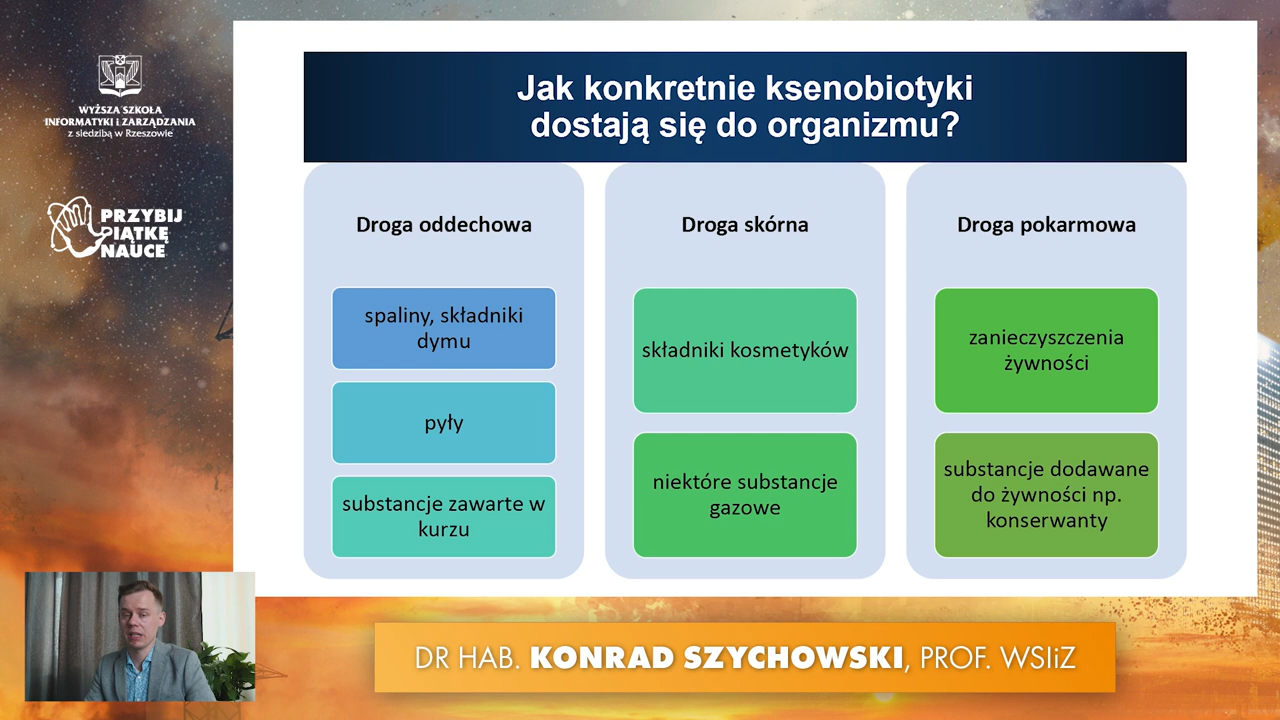 WYŻSZA SZKOŁA
INFORMATYKI i ZARZĄDZANIA
z siedzibą w Rzeszowie
PRZYBIJ
PIĄTKĘ
NAUCE
Jak konkretnie ksenobiotyki
dostają się do organizmu?
Droga oddechowa
spaliny, składniki
dymu
pyły
substancje zawarte w
kurzu
Droga skórna
składniki kosmetyków
niektóre substancje
gazowe
Droga pokarmowa
zanieczyszczenia
żywności
substancje dodawane
do żywności np.
konserwanty
DR HAB. KONRAD SZYCHOWSKI, PROF. WSIiZ